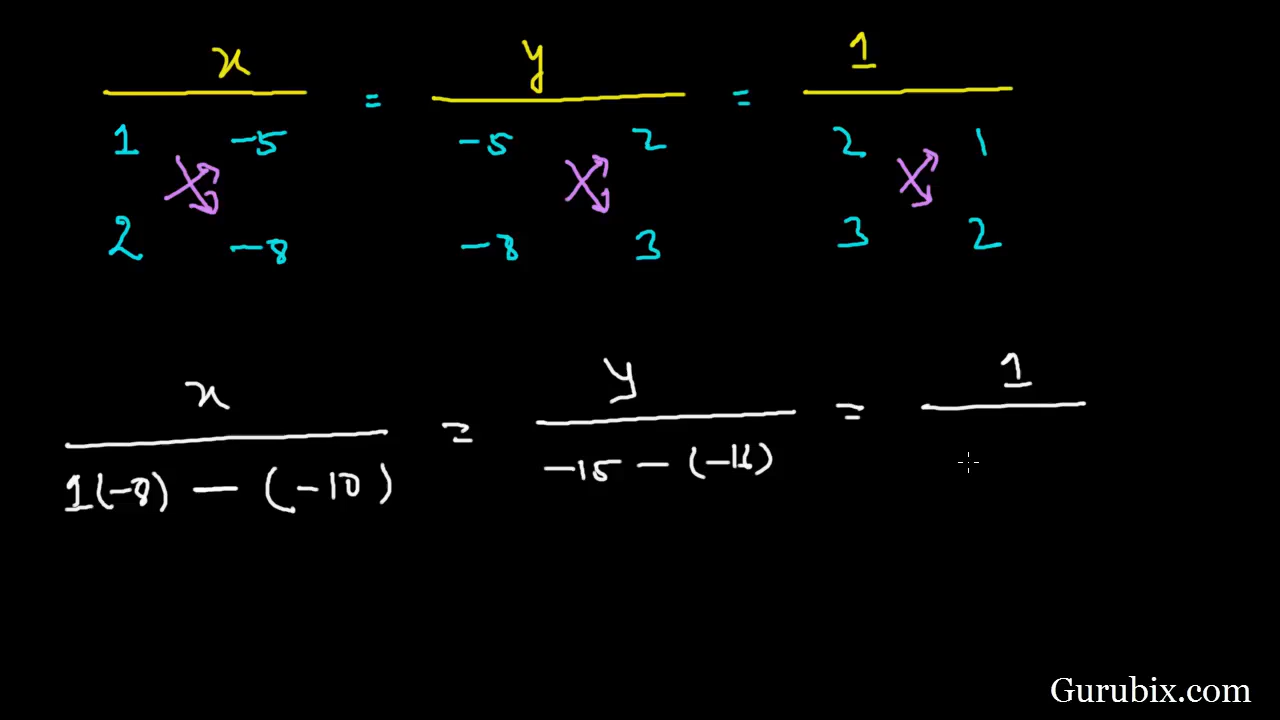 x y 1
= =
1 -5 -5 2 2 1
2 -8 -8 3 3 2
x y 1
= =
1(-8) - (-10) -15 - (-16)
Gurubix.com